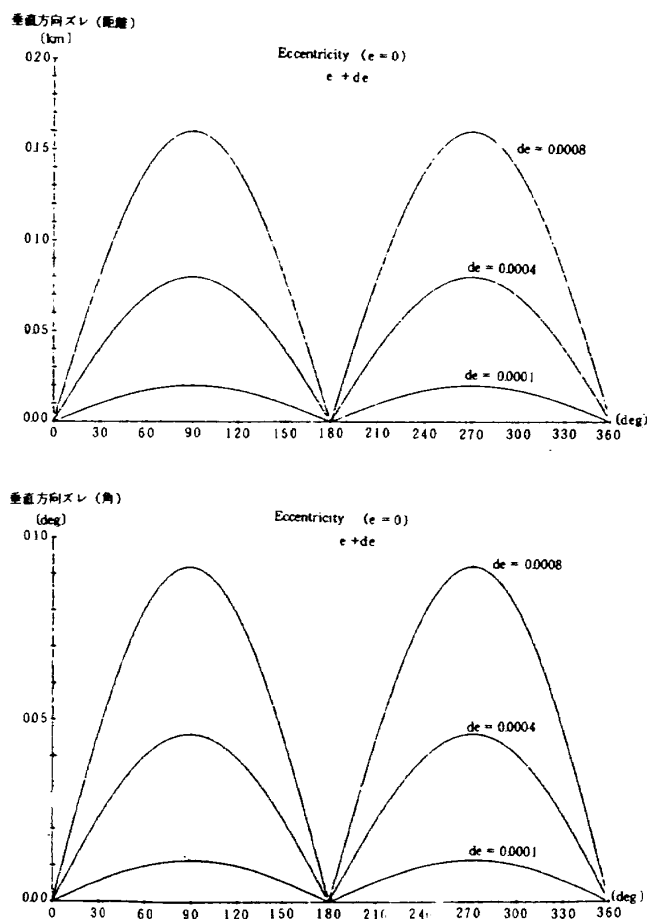 垂直方向ズレ (距離)
[km]
Eccentricity (e = 0)
e + de
0.20
0.15
0.10
0.05
0.00
de = 0.0008
de = 0.0004
de = 0.0001
0 30 60 90 120 150 180 210 240 270 300 330 360 [deg]
垂直方向ズレ (角)
[deg]
Eccentricity (e = 0)
e + de
0.10
0.05
0.00
de = 0.0008
de = 0.0004
de = 0.0001
0 30 60 90 120 150 180 216 24 270 300 330 360 [deg]